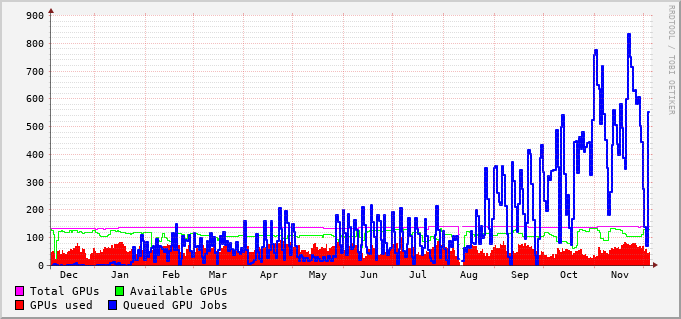 900
800
700
600
500
400
300
200
100
0
Dec Jan Feb Mar Apr May Jun Jul Aug Sep Oct Nov
Total GPUs Available GPUs
GPUs used Queued GPU Jobs
RRDTOOL / TOBI OETIKER